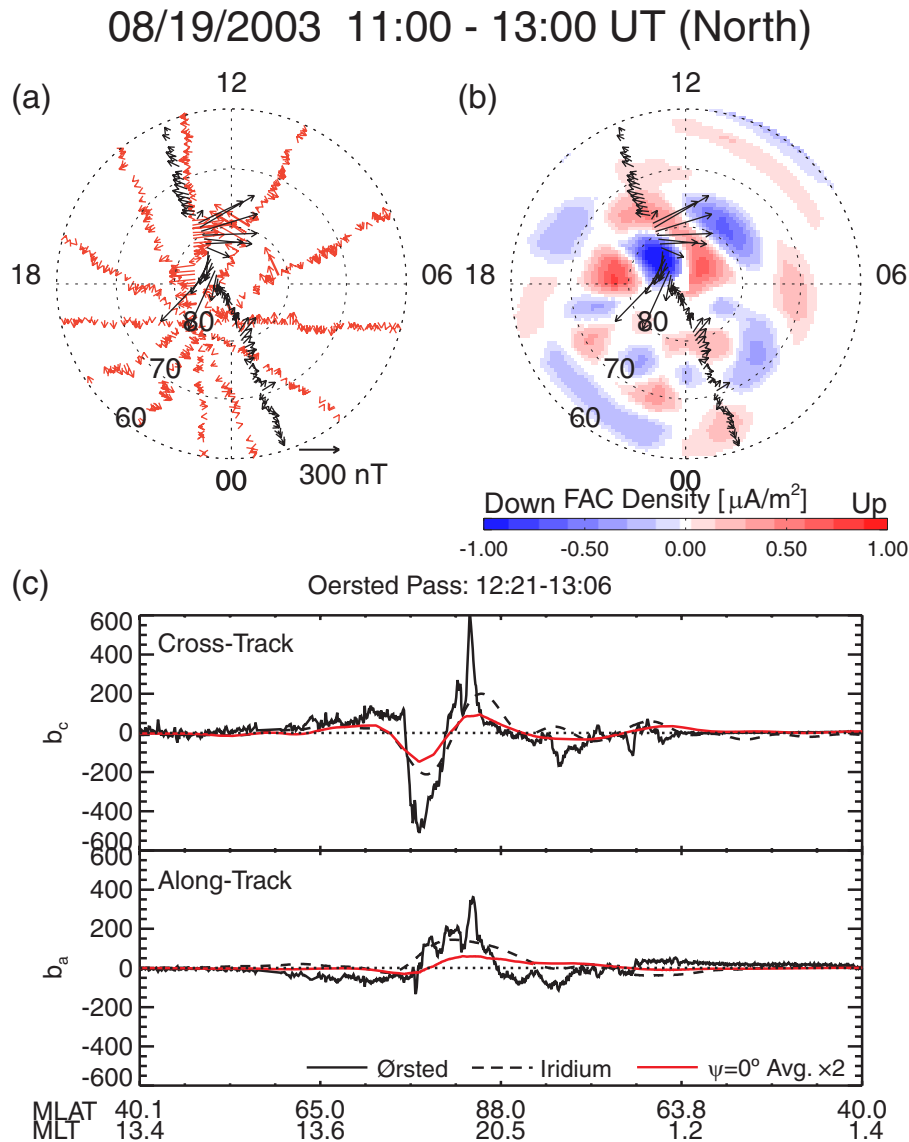 08/19/2003 11:00 - 13:00 UT (North)
(a)
12
18
06
80
70
60
00
300 nT
(b)
12
18
06
80
70
60
00
Down FAC Density [μA/m²] Up
-1.00 -0.50 0.00 0.50 1.00
(c)
Oersted Pass: 12:21-13:06
Cross-Track
600
400
200
0
-200
-400
-600
b_c
Along-Track
600
400
200
0
-200
-400
-600
b_a
Ørsted Iridium ψ=0º Avg. ×2
MLAT 40.1 65.0 88.0 63.8 40.0
MLT 13.4 13.6 20.5 1.2 1.4